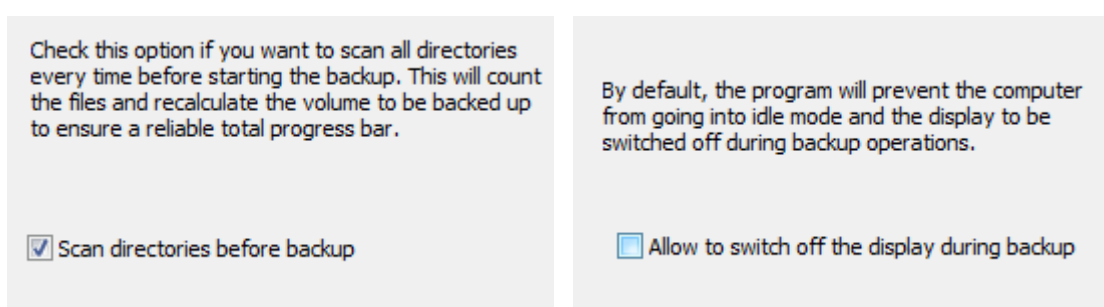 Check this option if you want to scan all directories
every time before starting the backup. This will count
the files and recalculate the volume to be backed up
to ensure a reliable total progress bar.
Scan directories before backup
By default, the program will prevent the computer
from going into idle mode and the display to be
switched off during backup operations.
Allow to switch off the display during backup